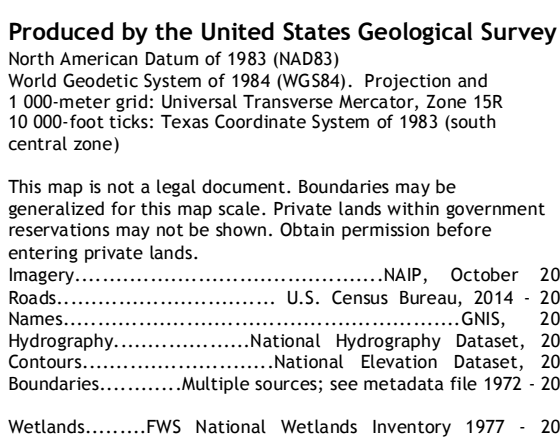 Produced by the United States Geological Survey
North American Datum of 1983 (NAD83)
World Geodetic System of 1984 (WGS84). Projection and
1 000-meter grid: Universal Transverse Mercator, Zone 15R
10 000-foot ticks: Texas Coordinate System of 1983 (south
central zone)
This map is not a legal document. Boundaries may be
generalized for this map scale. Private lands within government
reservations may not be shown. Obtain permission before
entering private lands.
Imagery.............................................NAIP, October 20
Roads................................ U.S. Census Bureau, 2014 - 20
Names..........................................................GNIS, 20
Hydrography....................National Hydrography Dataset, 20
Contours............................National Elevation Dataset, 20
Boundaries............Multiple sources; see metadata file 1972 - 20
Wetlands.........FWS National Wetlands Inventory 1977 - 20